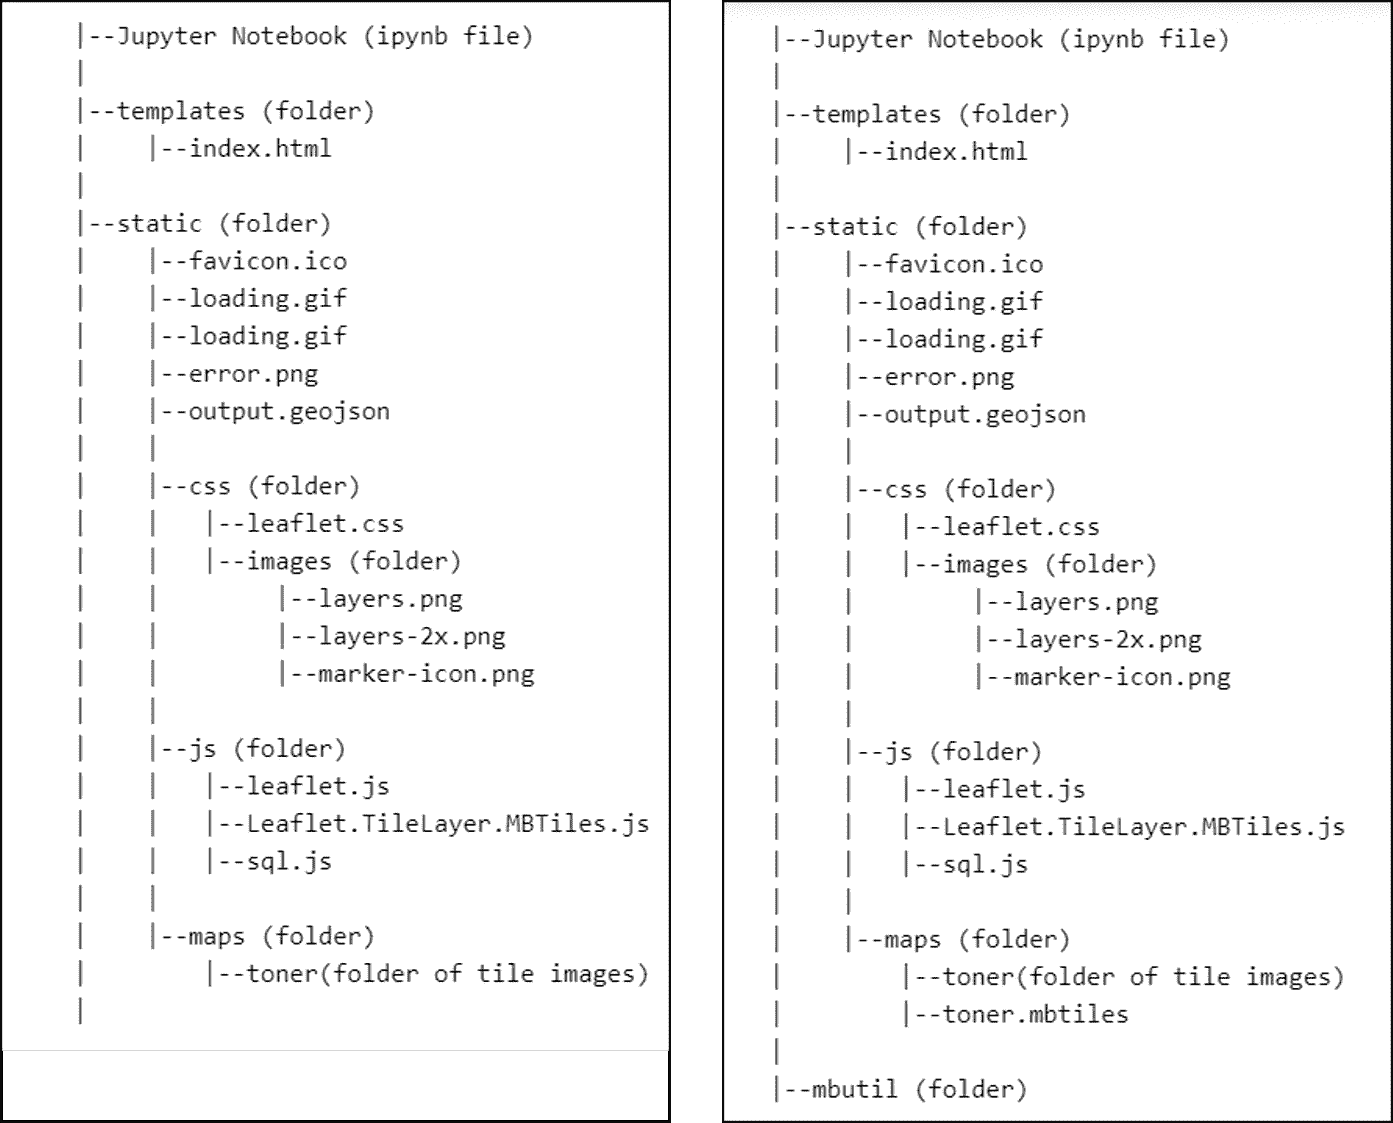 |--Jupyter Notebook (ipynb file)
|
|--templates (folder)
|    |--index.html
|
|--static (folder)
|    |--favicon.ico
|    |--loading.gif
|    |--loading.gif
|    |--error.png
|    |--output.geojson
|    |
|    |--css (folder)
|    |   |--leaflet.css
|    |   |--images (folder)
|    |        |--layers.png
|    |        |--layers-2x.png
|    |        |--marker-icon.png
|    |
|    |--js (folder)
|    |   |--leaflet.js
|    |   |--Leaflet.TileLayer.MBTiles.js
|    |   |--sql.js
|    |
|    |--maps (folder)
|        |--toner(folder of tile images)
|
|--Jupyter Notebook (ipynb file)
|
|--templates (folder)
|    |--index.html
|
|--static (folder)
|    |--favicon.ico
|    |--loading.gif
|    |--loading.gif
|    |--error.png
|    |--output.geojson
|    |
|    |--css (folder)
|    |   |--leaflet.css
|    |   |--images (folder)
|    |        |--layers.png
|    |        |--layers-2x.png
|    |        |--marker-icon.png
|    |
|    |--js (folder)
|    |   |--leaflet.js
|    |   |--Leaflet.TileLayer.MBTiles.js
|    |   |--sql.js
|    |
|    |--maps (folder)
|        |--toner(folder of tile images)
|        |--toner.mbtiles
|
|--mbutil (folder)